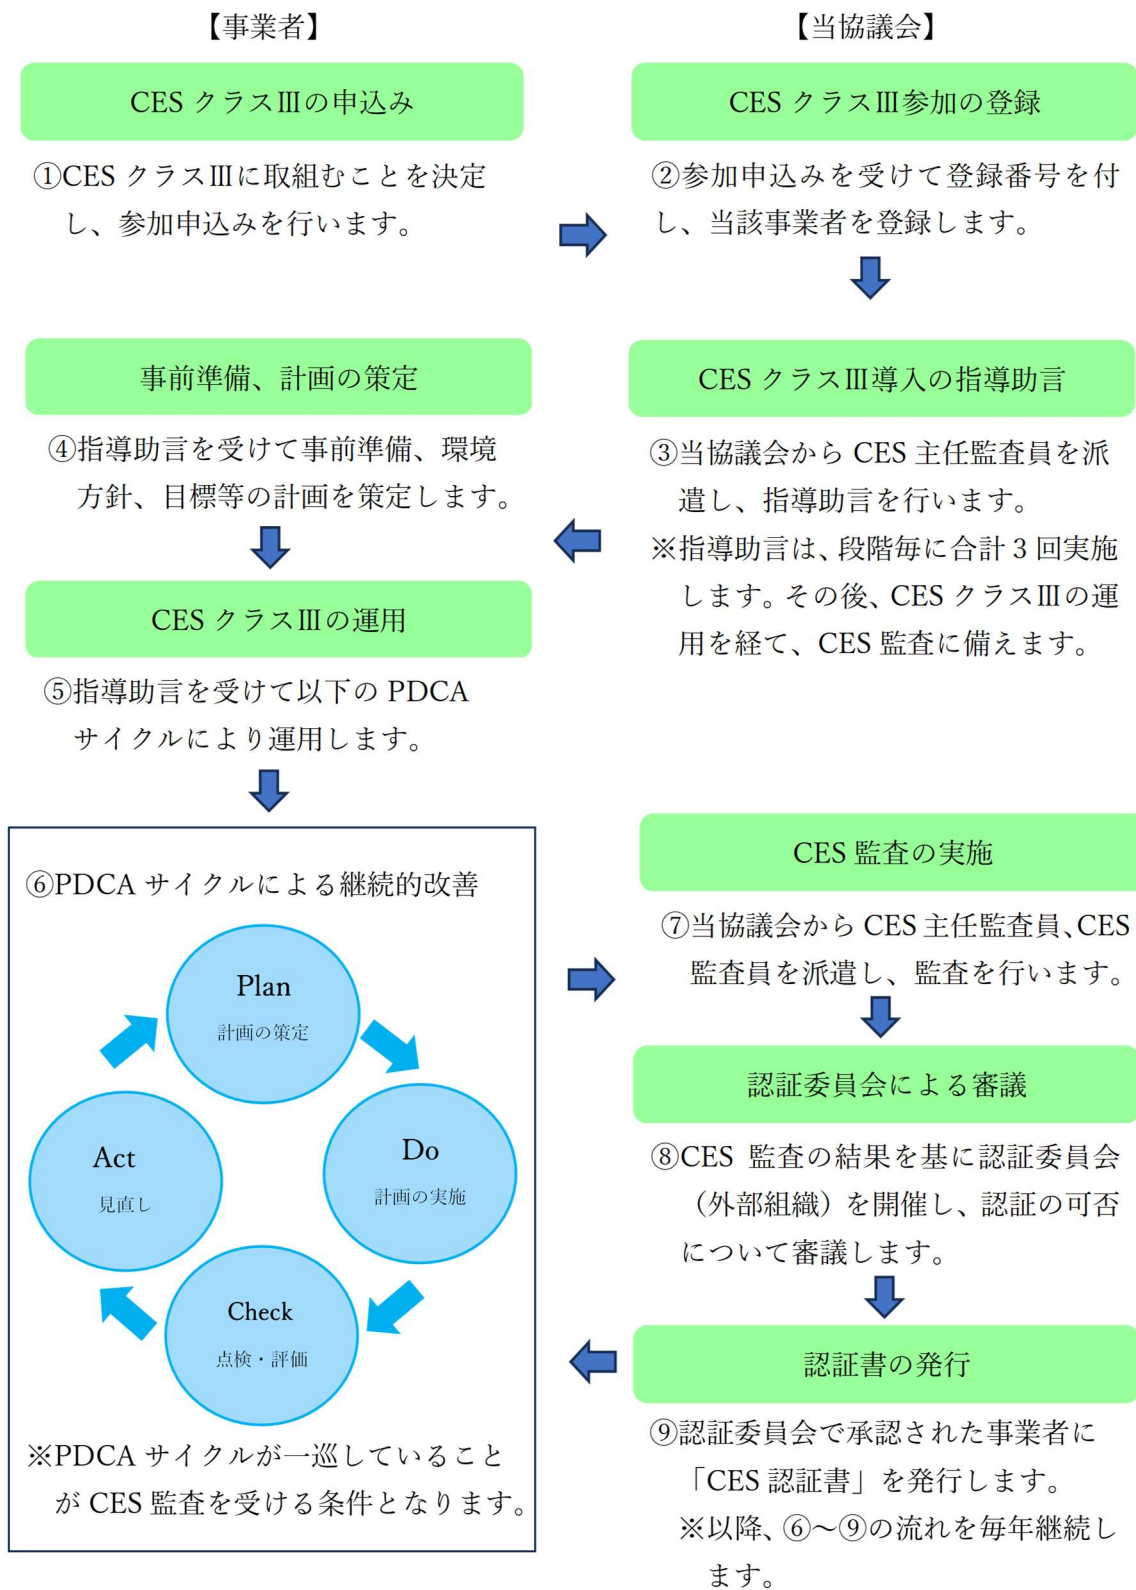 【事業者】
【当協議会】
CES クラスⅢの申込み
CES クラスⅢ参加の登録
①CES クラスⅢに取組むことを決定
し、参加申込みを行います。
②参加申込みを受けて登録番号を付
し、当該事業者を登録します。
事前準備、計画の策定
CES クラスⅢ導入の指導助言
④指導助言を受けて事前準備、環境
方針、目標等の計画を策定します。
③当協議会から CES 主任監査員を派
遣し、指導助言を行います。
※指導助言は、段階毎に合計 3 回実施
します。その後、CES クラスⅢの運
用を経て、CES 監査に備えます。
CES クラスⅢの運用
⑤指導助言を受けて以下の PDCA
サイクルにより運用します。
⑥PDCA サイクルによる継続的改善
Plan
計画の策定
Do
計画の実施
Check
点検・評価
Act
見直し
※PDCA サイクルが一巡していること
が CES 監査を受ける条件となります。
CES 監査の実施
⑦当協議会から CES 主任監査員、CES
監査員を派遣し、監査を行います。
認証委員会による審議
⑧CES 監査の結果を基に認証委員会
（外部組織）を開催し、認証の可否
について審議します。
認証書の発行
⑨認証委員会で承認された事業者に
「CES 認証書」を発行します。
※以降、⑥～⑨の流れを毎年継続し
ます。